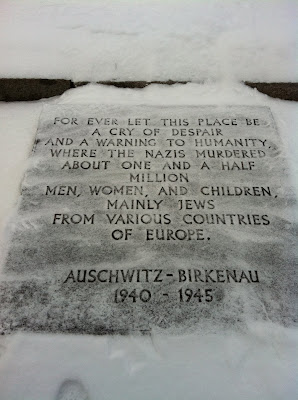 FOR EVER LET THIS PLACE BE
A CRY OF DESPAIR
AND A WARNING TO HUMANITY,
WHERE THE NAZIS MURDERED
ABOUT ONE AND A HALF
MILLION
MEN, WOMEN, AND CHILDREN,
MAINLY JEWS
FROM VARIOUS COUNTRIES
OF EUROPE.
AUSCHWITZ-BIRKENAU
1940 - 1945